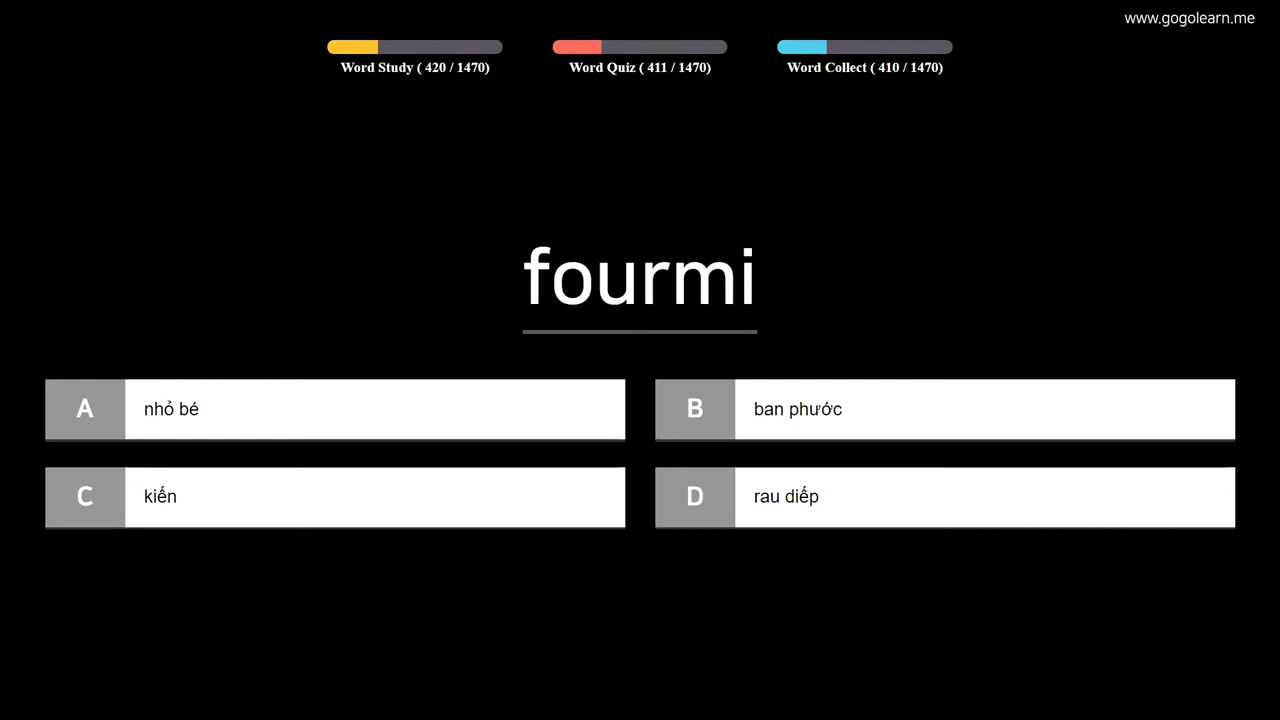 www.gogolearn.me
Word Study ( 420 / 1470)
Word Quiz ( 411 / 1470)
Word Collect ( 410 / 1470)
fourmi
A nhỏ bé
B ban phước
C kiến
D rau diếp